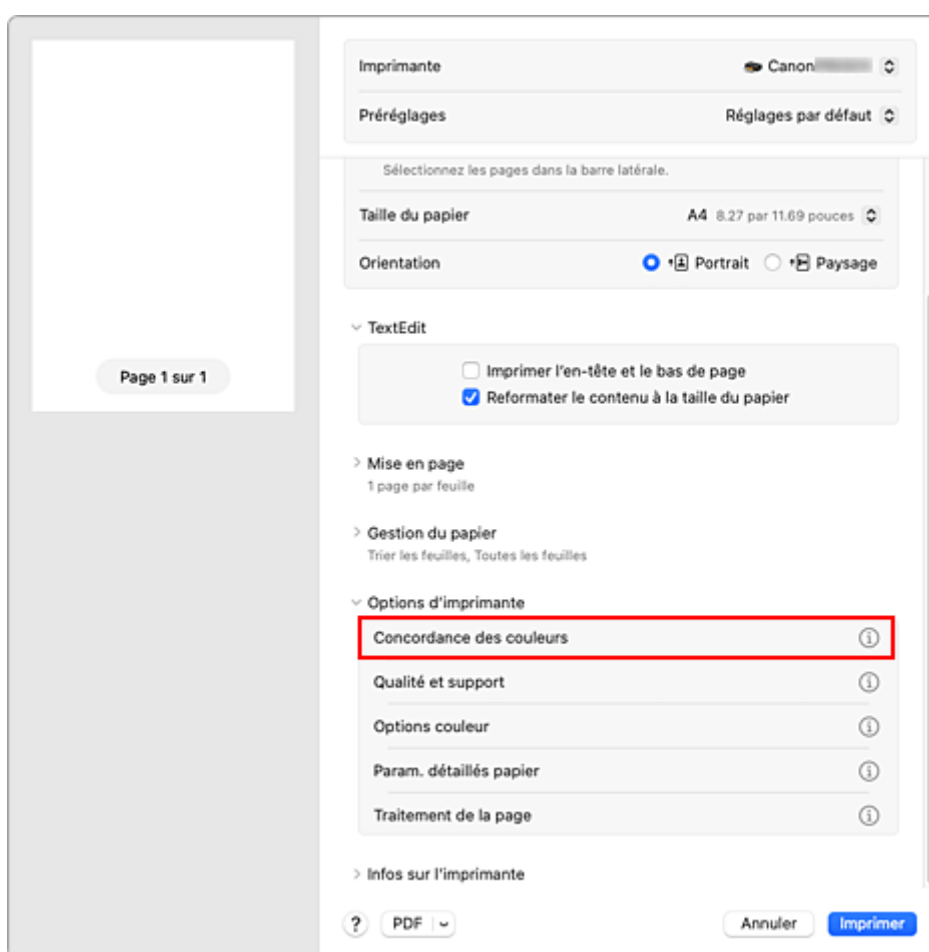 Imprimante
Canon
Préréglages
Réglages par défaut
Sélectionnez les pages dans la barre latérale.
Taille du papier
A4 8.27 par 11.69 pouces
Orientation
Portrait
Paysage
TextEdit
Imprimer l'en-tête et le bas de page
Reformater le contenu à la taille du papier
Page 1 sur 1
Mise en page
1 page par feuille
Gestion du papier
Trier les feuilles, Toutes les feuilles
Options d'imprimante
Concordance des couleurs
Qualité et support
Options couleur
Param. détaillés papier
Traitement de la page
Infos sur l'imprimante
? PDF
Annuler
Imprimer